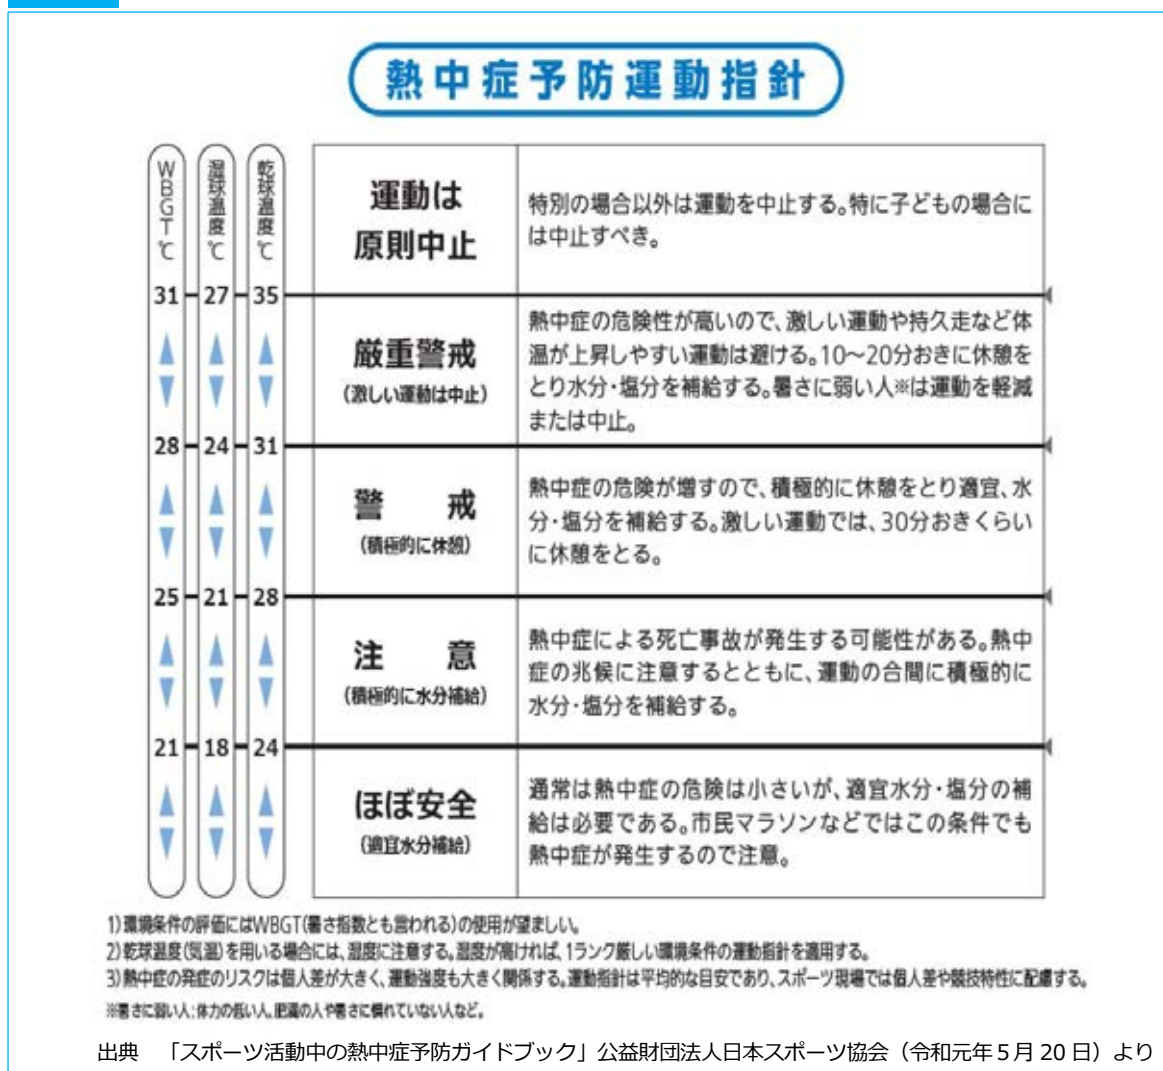 熱中症予防運動指針
WBGT℃
湿球温度℃
乾球温度℃
運動は
原則中止
特別の場合以外は運動を中止する。特に子どもの場合に
は中止すべき。
31 27 35
厳重警戒
(激しい運動は中止)
熱中症の危険性が高いので、激しい運動や持久走など体
温が上昇しやすい運動は避ける。10〜20分おきに休憩を
とり水分・塩分を補給する。暑さに弱い人※は運動を軽減
または中止。
28 24 31
警 戒
(積極的に休憩)
熱中症の危険が増すので、積極的に休憩をとり適宜、水
分・塩分を補給する。激しい運動では、30分おきくらい
に休憩をとる。
25 21 28
注 意
(積極的に水分補給)
熱中症による死亡事故が発生する可能性がある。熱中
症の兆候に注意するとともに、運動の合間に積極的に
水分・塩分を補給する。
21 18 24
ほぼ安全
(適宜水分補給)
通常は熱中症の危険は小さいが、適宜水分・塩分の補
給は必要である。市民マラソンなどではこの条件でも
熱中症が発生するので注意。
1)環境条件の評価にはWBGT(暑さ指数とも言われる)の使用が望ましい。
2)乾球温度(気温)を用いる場合には、湿度に注意する。湿度が高ければ、1ランク厳しい環境条件の運動指針を適用する。
3)熱中症の発症のリスクは個人差が大きく、運動強度も大きく関係する。運動指針は平均的な目安であり、スポーツ現場では個人差や競技特性に配慮する。
※暑さに弱い人:体力の低い人、肥満の人や暑さに慣れていない人など。
出典 「スポーツ活動中の熱中症予防ガイドブック」公益財団法人日本スポーツ協会（令和元年５月 20 日）より